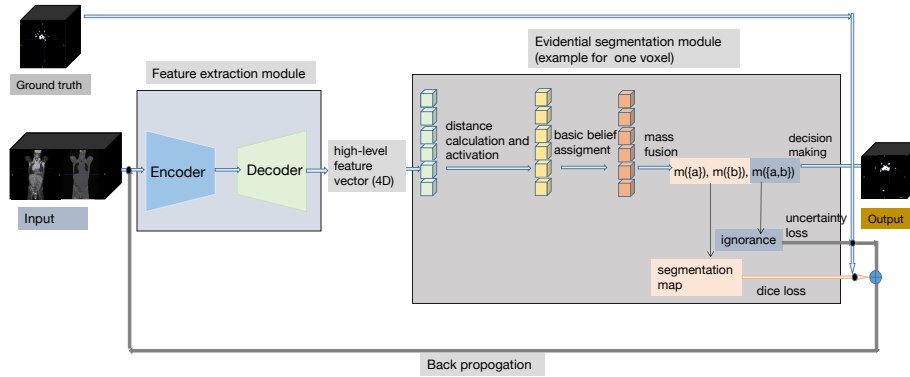 Ground truth
Feature extraction module
Evidential segmentation module
(example for one voxel)
Input
Encoder
Decoder
high-level
feature
vector (4D)
distance
calculation and
activation
basic belief
assigment
mass
fusion
m({a}), m({b}), m({a,b})
decision
making
Output
uncertainty
loss
ignorance
segmentation
map
dice loss
Back propogation